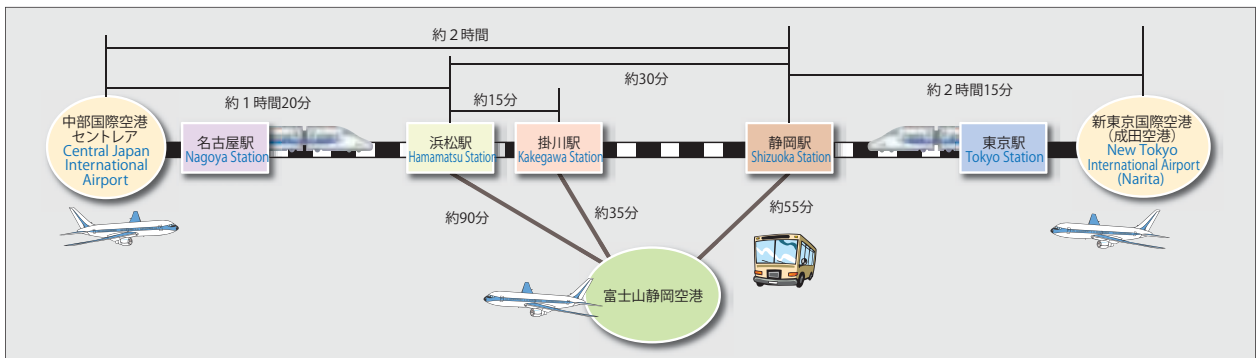 約2時間
約30分
約1時間20分
約15分
約2時間15分
中部国際空港
セントレア
Central Japan
International
Airport
名古屋駅
Nagoya Station
浜松駅
Hamamatsu Station
掛川駅
Kakegawa Station
静岡駅
Shizuoka Station
東京駅
Tokyo Station
新東京国際空港
(成田空港)
New Tokyo
International Airport
(Narita)
約90分
約35分
約55分
富士山静岡空港